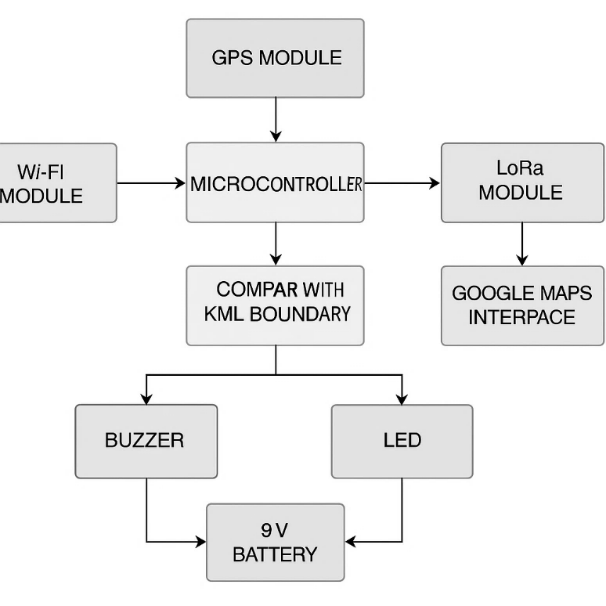 GPS MODULE
Wi-FI
MODULE
MICROCONTROLLER
LoRa
MODULE
COMPAR WITH
KML BOUNDARY
GOOGLE MAPS
INTERPACE
BUZZER
LED
9 V
BATTERY